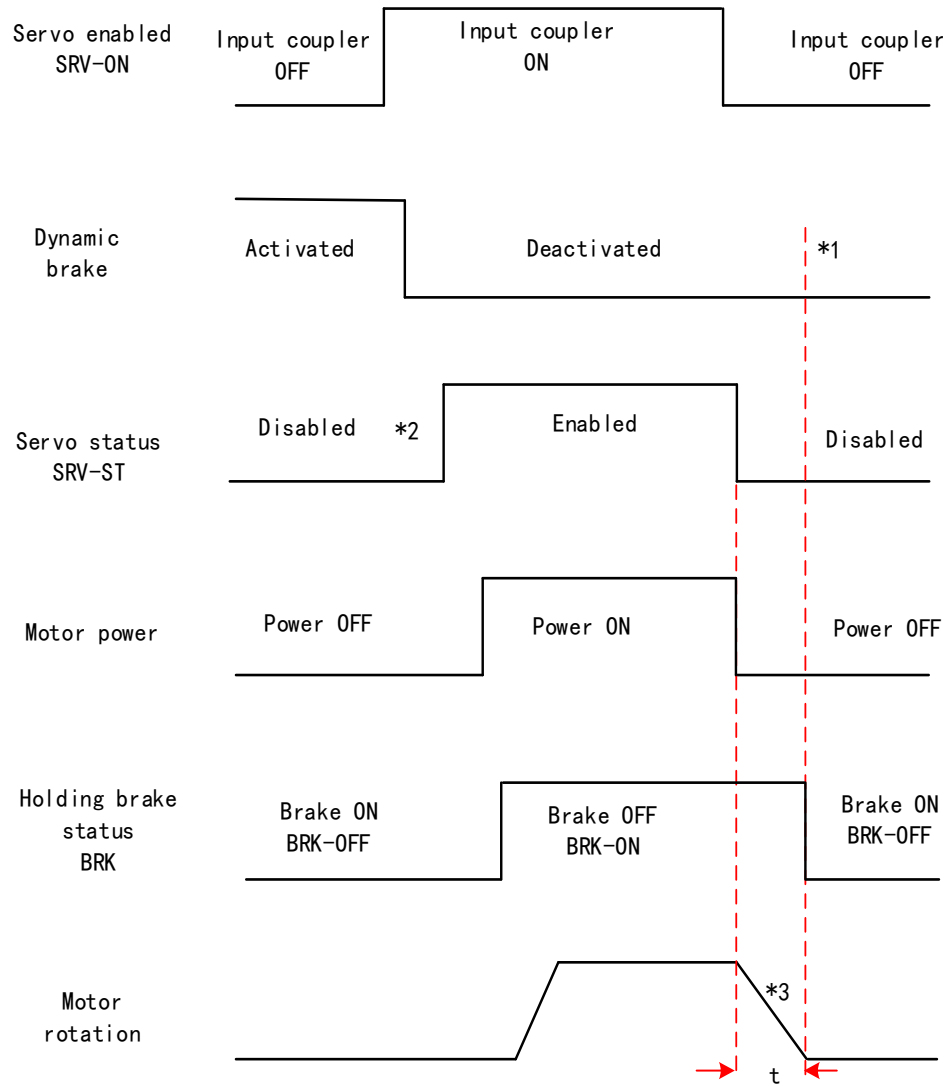 Servo enabled
SRV-ON
Input coupler
OFF
Input coupler
ON
Input coupler
OFF
Dynamic
brake
Activated
Deactivated
*1
Servo status
SRV-ST
Disabled
*2
Enabled
Disabled
Motor power
Power OFF
Power ON
Power OFF
Holding brake
status
BRK
Brake ON
BRK-OFF
Brake OFF
BRK-ON
Brake ON
BRK-OFF
Motor
rotation
*3
t